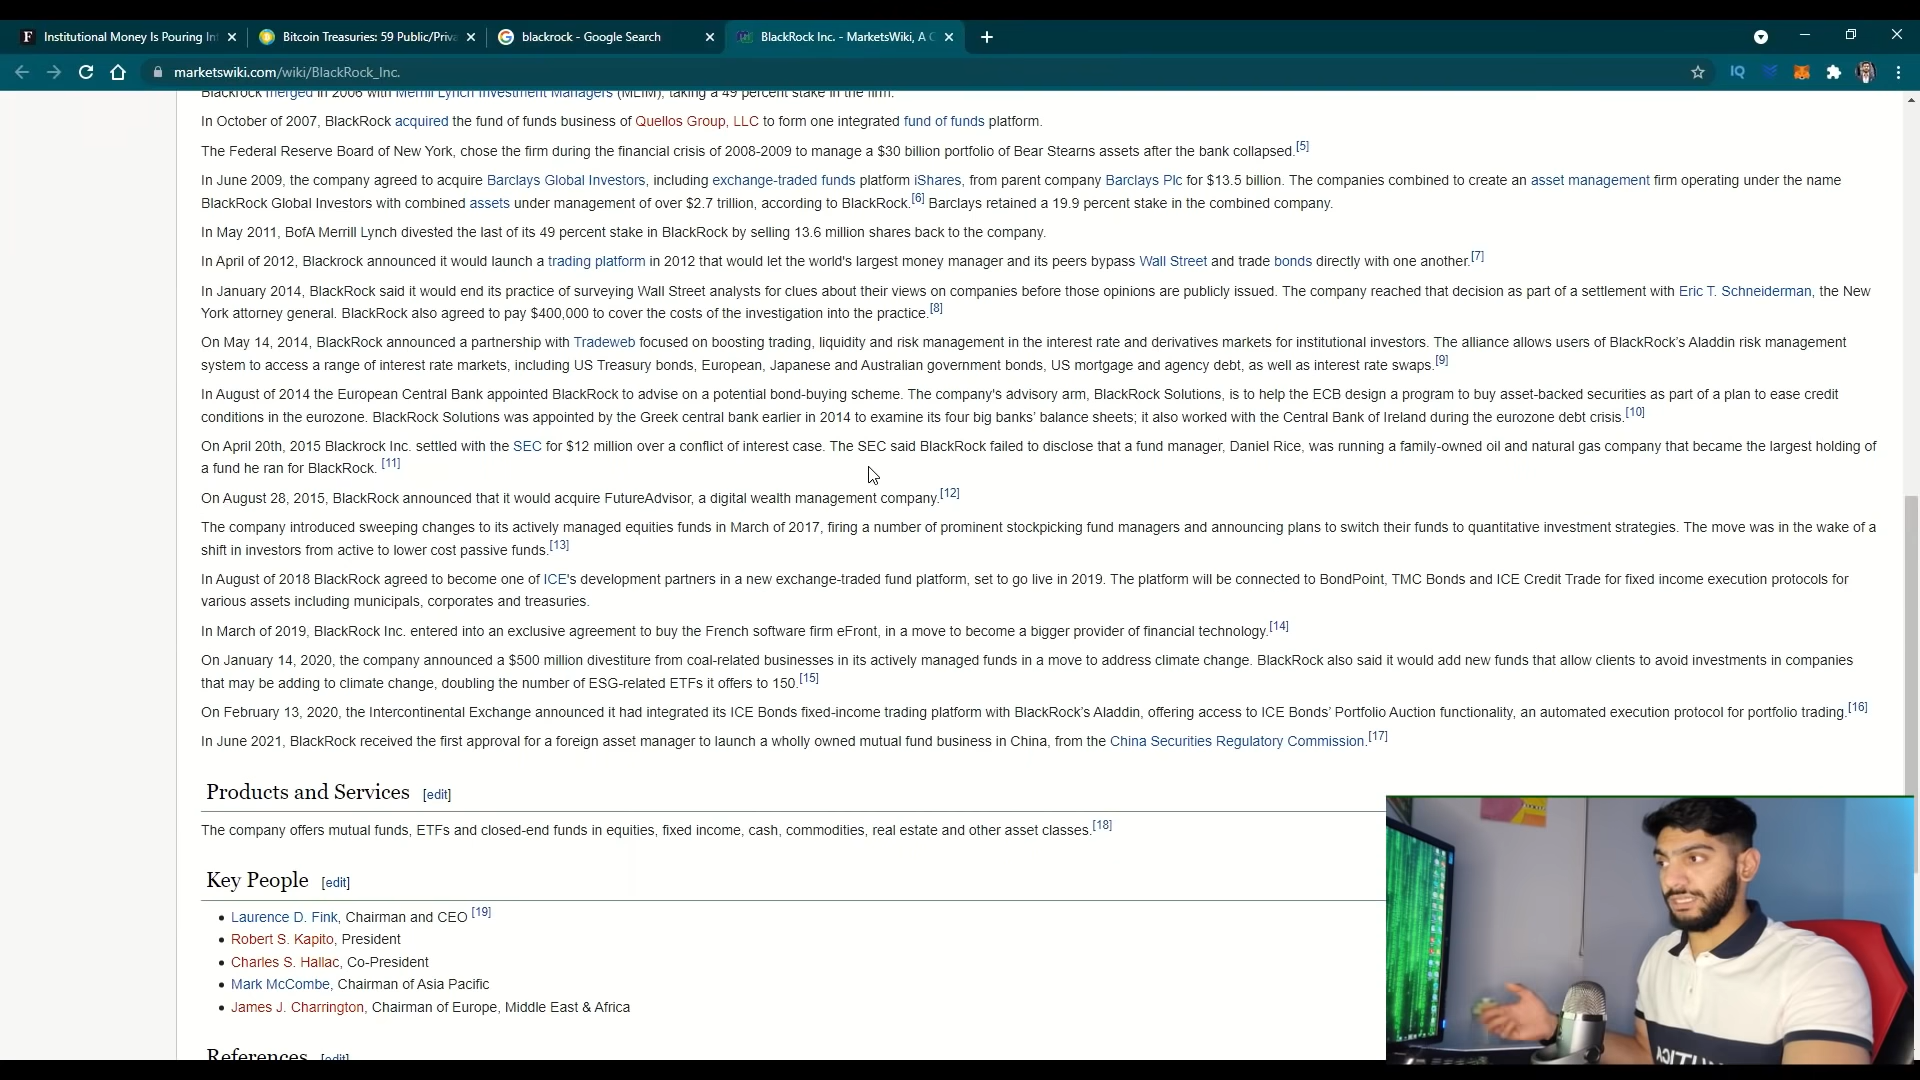 Institutional Money Is Pouring In
Bitcoin Treasuries: 59 Public/Priva
blackrock - Google Search
BlackRock Inc. - MarketsWiki, A C
marketswiki.com/wiki/BlackRock_Inc.
IQ
Blackrock merged in 2006 with Merrill Lynch Investment Managers (MLIM), taking a 49 percent stake in the firm.
In October of 2007, BlackRock acquired the fund of funds business of Quellos Group, LLC to form one integrated fund of funds platform.
The Federal Reserve Board of New York, chose the firm during the financial crisis of 2008-2009 to manage a $30 billion portfolio of Bear Stearns assets after the bank collapsed.[5]
In June 2009, the company agreed to acquire Barclays Global Investors, including exchange-traded funds platform iShares, from parent company Barclays Plc for $13.5 billion. The companies combined to create an asset management firm operating under the name
BlackRock Global Investors with combined assets under management of over $2.7 trillion, according to BlackRock.[6] Barclays retained a 19.9 percent stake in the combined company.
In May 2011, BofA Merrill Lynch divested the last of its 49 percent stake in BlackRock by selling 13.6 million shares back to the company.
In April of 2012, Blackrock announced it would launch a trading platform in 2012 that would let the world's largest money manager and its peers bypass Wall Street and trade bonds directly with one another.[7]
In January 2014, BlackRock said it would end its practice of surveying Wall Street analysts for clues about their views on companies before those opinions are publicly issued. The company reached that decision as part of a settlement with Eric T. Schneiderman, the New
York attorney general. BlackRock also agreed to pay $400,000 to cover the costs of the investigation into the practice.[8]
On May 14, 2014, BlackRock announced a partnership with Tradeweb focused on boosting trading, liquidity and risk management in the interest rate and derivatives markets for institutional investors. The alliance allows users of BlackRock's Aladdin risk management
system to access a range of interest rate markets, including US Treasury bonds, European, Japanese and Australian government bonds, US mortgage and agency debt, as well as interest rate swaps.[9]
In August of 2014 the European Central Bank appointed BlackRock to advise on a potential bond-buying scheme. The company's advisory arm, BlackRock Solutions, is to help the ECB design a program to buy asset-backed securities as part of a plan to ease credit
conditions in the eurozone. BlackRock Solutions was appointed by the Greek central bank earlier in 2014 to examine its four big banks' balance sheets; it also worked with the Central Bank of Ireland during the eurozone debt crisis.[10]
On April 20th, 2015 Blackrock Inc. settled with the SEC for $12 million over a conflict of interest case. The SEC said BlackRock failed to disclose that a fund manager, Daniel Rice, was running a family-owned oil and natural gas company that became the largest holding of
a fund he ran for BlackRock. [11]
On August 28, 2015, BlackRock announced that it would acquire FutureAdvisor, a digital wealth management company.[12]
The company introduced sweeping changes to its actively managed equities funds in March of 2017, firing a number of prominent stockpicking fund managers and announcing plans to switch their funds to quantitative investment strategies. The move was in the wake of a
shift in investors from active to lower cost passive funds.[13]
In August of 2018 BlackRock agreed to become one of ICE's development partners in a new exchange-traded fund platform, set to go live in 2019. The platform will be connected to BondPoint, TMC Bonds and ICE Credit Trade for fixed income execution protocols for
various assets including municipals, corporates and treasuries.
In March of 2019, BlackRock Inc. entered into an exclusive agreement to buy the French software firm eFront, in a move to become a bigger provider of financial technology.[14]
On January 14, 2020, the company announced a $500 million divestiture from coal-related businesses in its actively managed funds in a move to address climate change. BlackRock also said it would add new funds that allow clients to avoid investments in companies
that may be adding to climate change, doubling the number of ESG-related ETFs it offers to 150.[15]
On February 13, 2020, the Intercontinental Exchange announced it had integrated its ICE Bonds fixed-income trading platform with BlackRock's Aladdin, offering access to ICE Bonds' Portfolio Auction functionality, an automated execution protocol for portfolio trading.[16]
In June 2021, BlackRock received the first approval for a foreign asset manager to launch a wholly owned mutual fund business in China, from the China Securities Regulatory Commission.[17]
Products and Services [edit]
The company offers mutual funds, ETFs and closed-end funds in equities, fixed income, cash, commodities, real estate and other asset classes.[18]
Key People [edit]
Laurence D. Fink, Chairman and CEO [19]
Robert S. Kapito, President
Charles S. Hallac, Co-President
Mark McCombe, Chairman of Asia Pacific
James J. Charrington, Chairman of Europe, Middle East & Africa
References [edit]